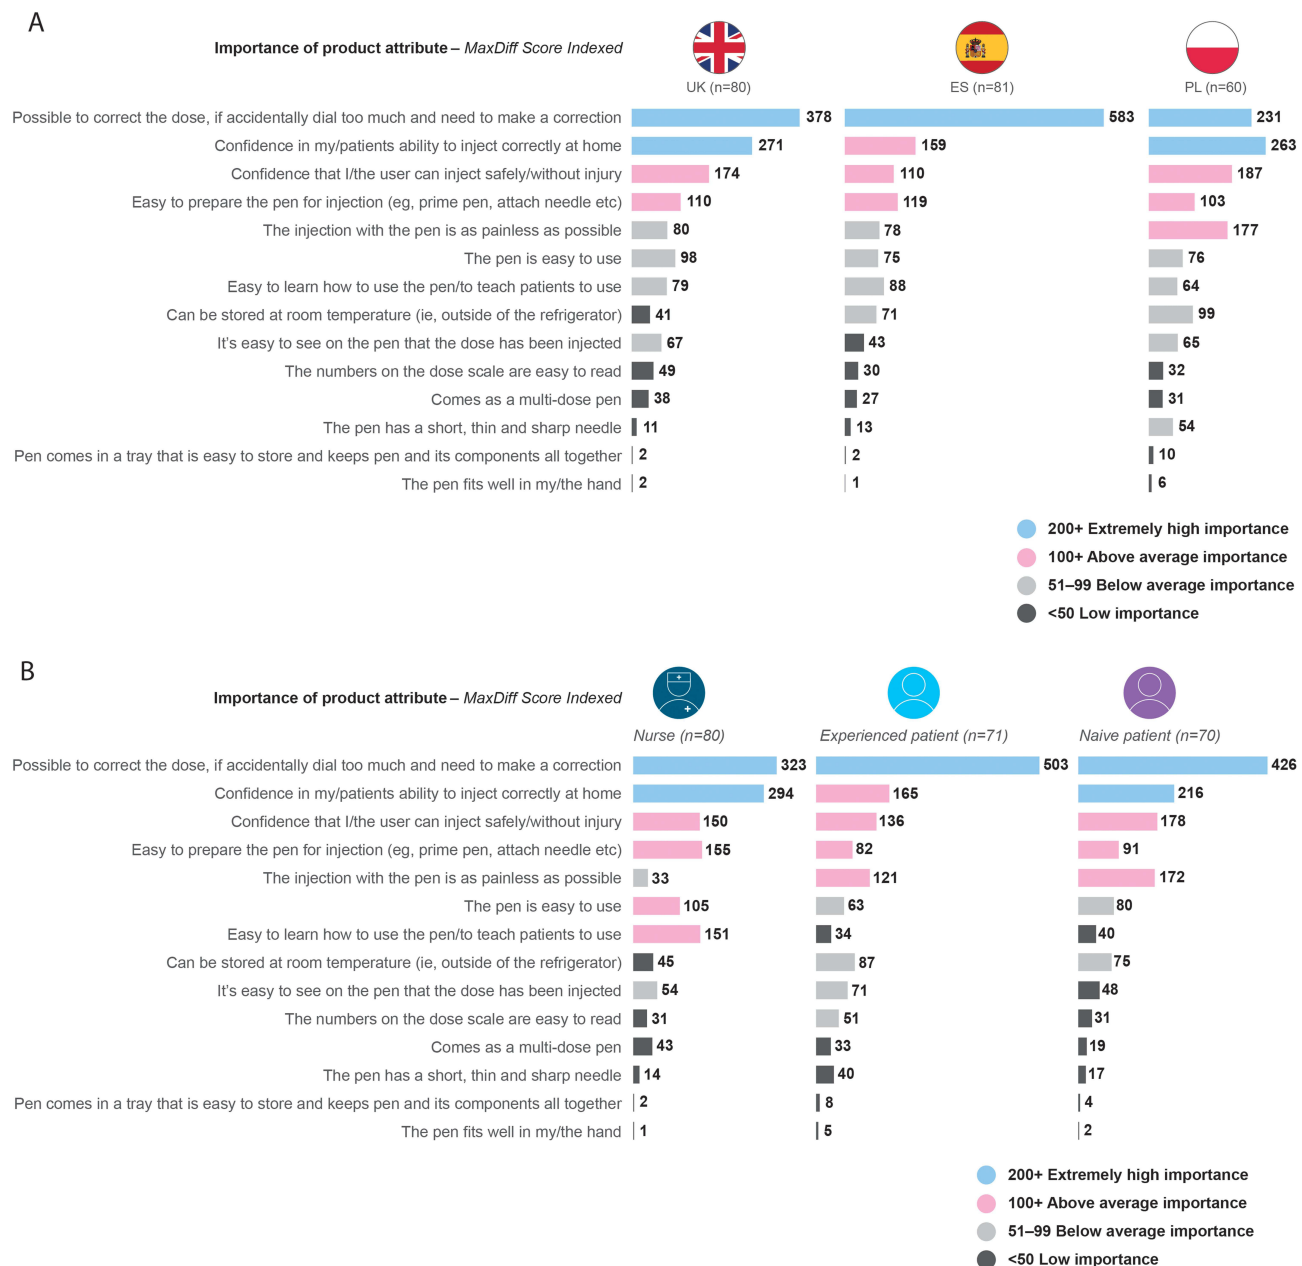 A
Importance of product attribute – MaxDiff Score Indexed
UK (n=80) ES (n=81) PL (n=60)
Possible to correct the dose, if accidentally dial too much and need to make a correction 378 583 231
Confidence in my/patients ability to inject correctly at home 271 159 263
Confidence that I/the user can inject safely/without injury 174 110 187
Easy to prepare the pen for injection (eg, prime pen, attach needle etc) 110 119 103
The injection with the pen is as painless as possible 80 78 177
The pen is easy to use 98 75 76
Easy to learn how to use the pen/to teach patients to use 79 88 64
Can be stored at room temperature (ie, outside of the refrigerator) 41 71 99
It's easy to see on the pen that the dose has been injected 67 43 65
The numbers on the dose scale are easy to read 49 30 32
Comes as a multi-dose pen 38 27 31
The pen has a short, thin and sharp needle 11 13 54
Pen comes in a tray that is easy to store and keeps pen and its components all together 2 2 10
The pen fits well in my/the hand 2 1 6
200+ Extremely high importance
100+ Above average importance
51–99 Below average importance
<50 Low importance
B
Importance of product attribute – MaxDiff Score Indexed
Nurse (n=80) Experienced patient (n=71) Naive patient (n=70)
Possible to correct the dose, if accidentally dial too much and need to make a correction 323 503 426
Confidence in my/patients ability to inject correctly at home 294 165 216
Confidence that I/the user can inject safely/without injury 150 136 178
Easy to prepare the pen for injection (eg, prime pen, attach needle etc) 155 82 91
The injection with the pen is as painless as possible 33 121 172
The pen is easy to use 105 63 80
Easy to learn how to use the pen/to teach patients to use 151 34 40
Can be stored at room temperature (ie, outside of the refrigerator) 45 87 75
It's easy to see on the pen that the dose has been injected 54 71 48
The numbers on the dose scale are easy to read 31 51 31
Comes as a multi-dose pen 43 33 19
The pen has a short, thin and sharp needle 14 40 17
Pen comes in a tray that is easy to store and keeps pen and its components all together 2 8 4
The pen fits well in my/the hand 1 5 2
200+ Extremely high importance
100+ Above average importance
51–99 Below average importance
<50 Low importance